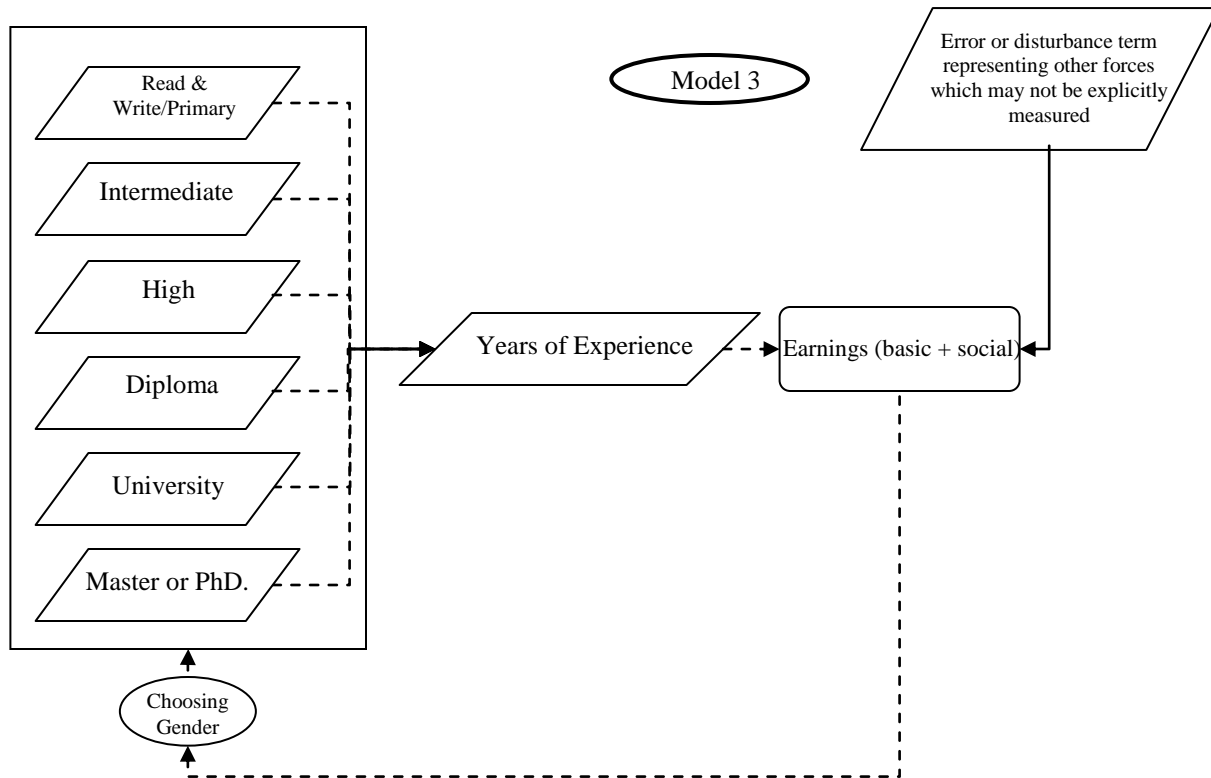 Read &
Write/Primary
Intermediate
High
Diploma
University
Master or PhD.
Choosing
Gender
Model 3
Years of Experience
Earnings (basic + social)
Error or disturbance term
representing other forces
which may not be explicitly
measured